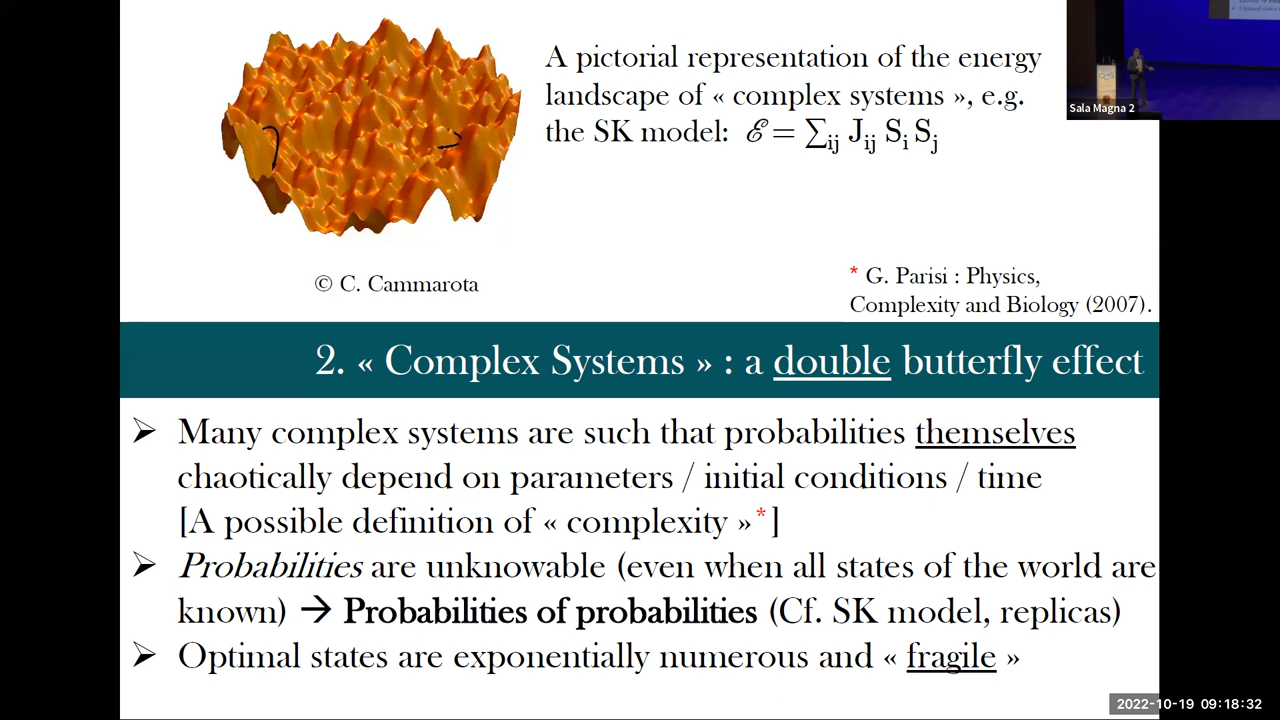 A pictorial representation of the energy
landscape of « complex systems », e.g.
the SK model: ℰ = ∑ij Jij Si Sj
Sala Magna 2
© C. Cammarota
* G. Parisi : Physics,
Complexity and Biology (2007).
2. « Complex Systems » : a double butterfly effect
➢ Many complex systems are such that probabilities themselves
chaotically depend on parameters / initial conditions / time
[A possible definition of « complexity »*]
➢ Probabilities are unknowable (even when all states of the world are
known) → Probabilities of probabilities (Cf. SK model, replicas)
➢ Optimal states are exponentially numerous and « fragile »
2022-10-19 09:18:32